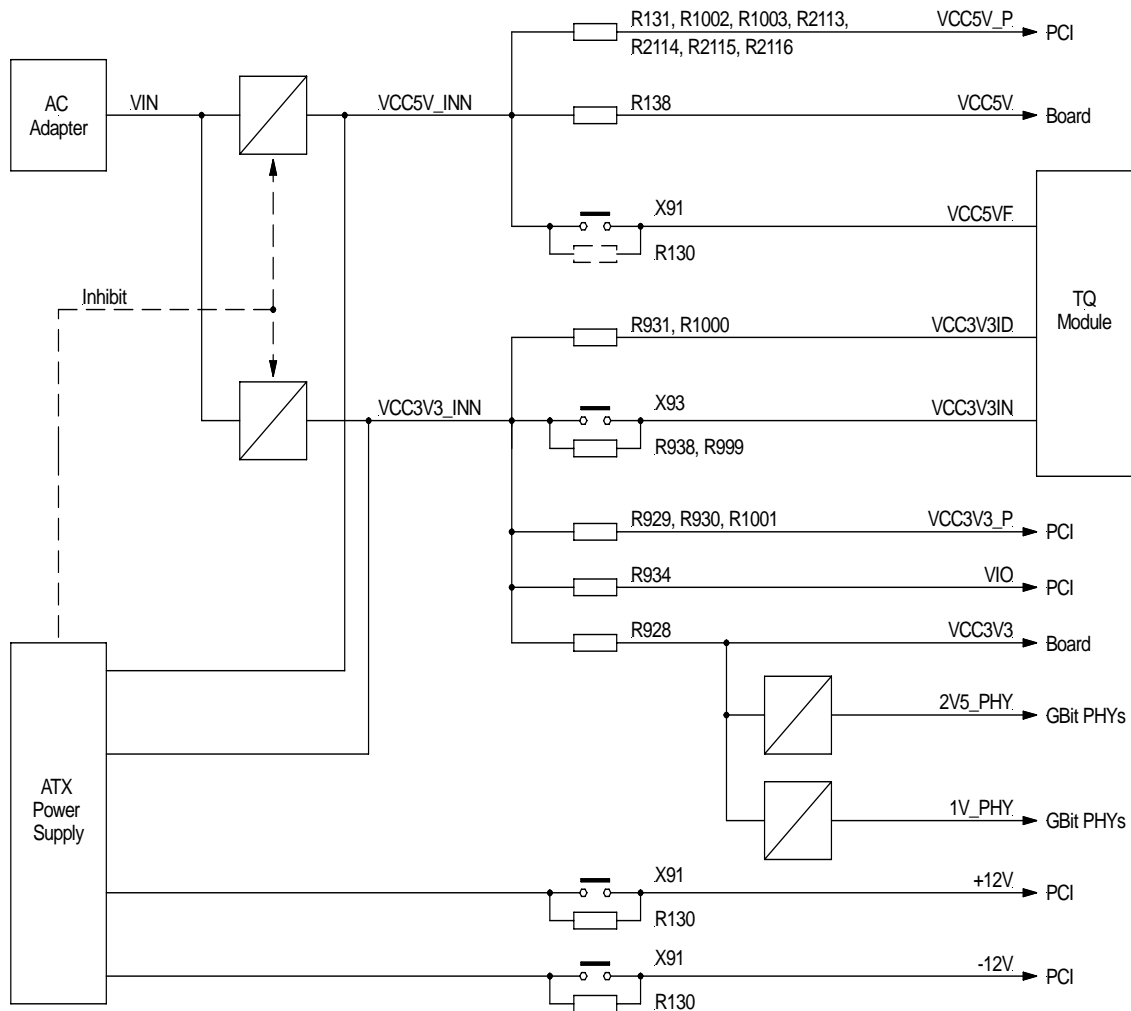 R131, R1002, R1003, R2113,
R2114, R2115, R2116
VCC5V_P
PCI
AC
Adapter
VIN
VCC5V_INN
R138
VCC5V
Board
X91
VCC5VF
R130
Inhibit
R931, R1000
VCC3V3ID
TQ
Module
VCC3V3_INN
X93
VCC3V3IN
R938, R999
R929, R930, R1001
VCC3V3_P
PCI
R934
VIO
PCI
R928
VCC3V3
Board
2V5_PHY
GBit PHYs
ATX
Power
Supply
1V_PHY
GBit PHYs
X91
+12V
PCI
R130
X91
-12V
PCI
R130